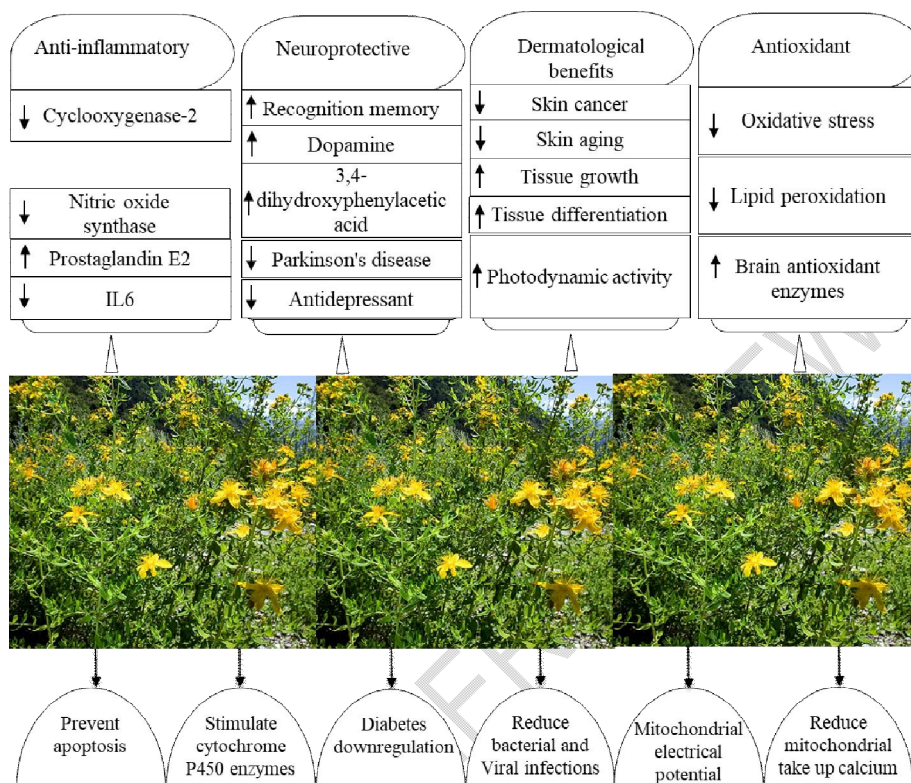 Anti-inflammatory
Cyclooxygenase-2
Nitric oxide
synthase
Prostaglandin E2
IL6
Neuroprotective
Recognition memory
Dopamine
3,4-
dihydroxyphenylacetic
acid
Parkinson's disease
Antidepressant
Dermatological
benefits
Skin cancer
Skin aging
Tissue growth
Tissue differentiation
Photodynamic activity
Antioxidant
Oxidative stress
Lipid peroxidation
Brain antioxidant
enzymes
Prevent
apoptosis
Stimulate
cytochrome
P450 enzymes
Diabetes
downregulation
Reduce
bacterial and
Viral infections
Mitochondrial
electrical
potential
Reduce
mitochondrial
take up calcium